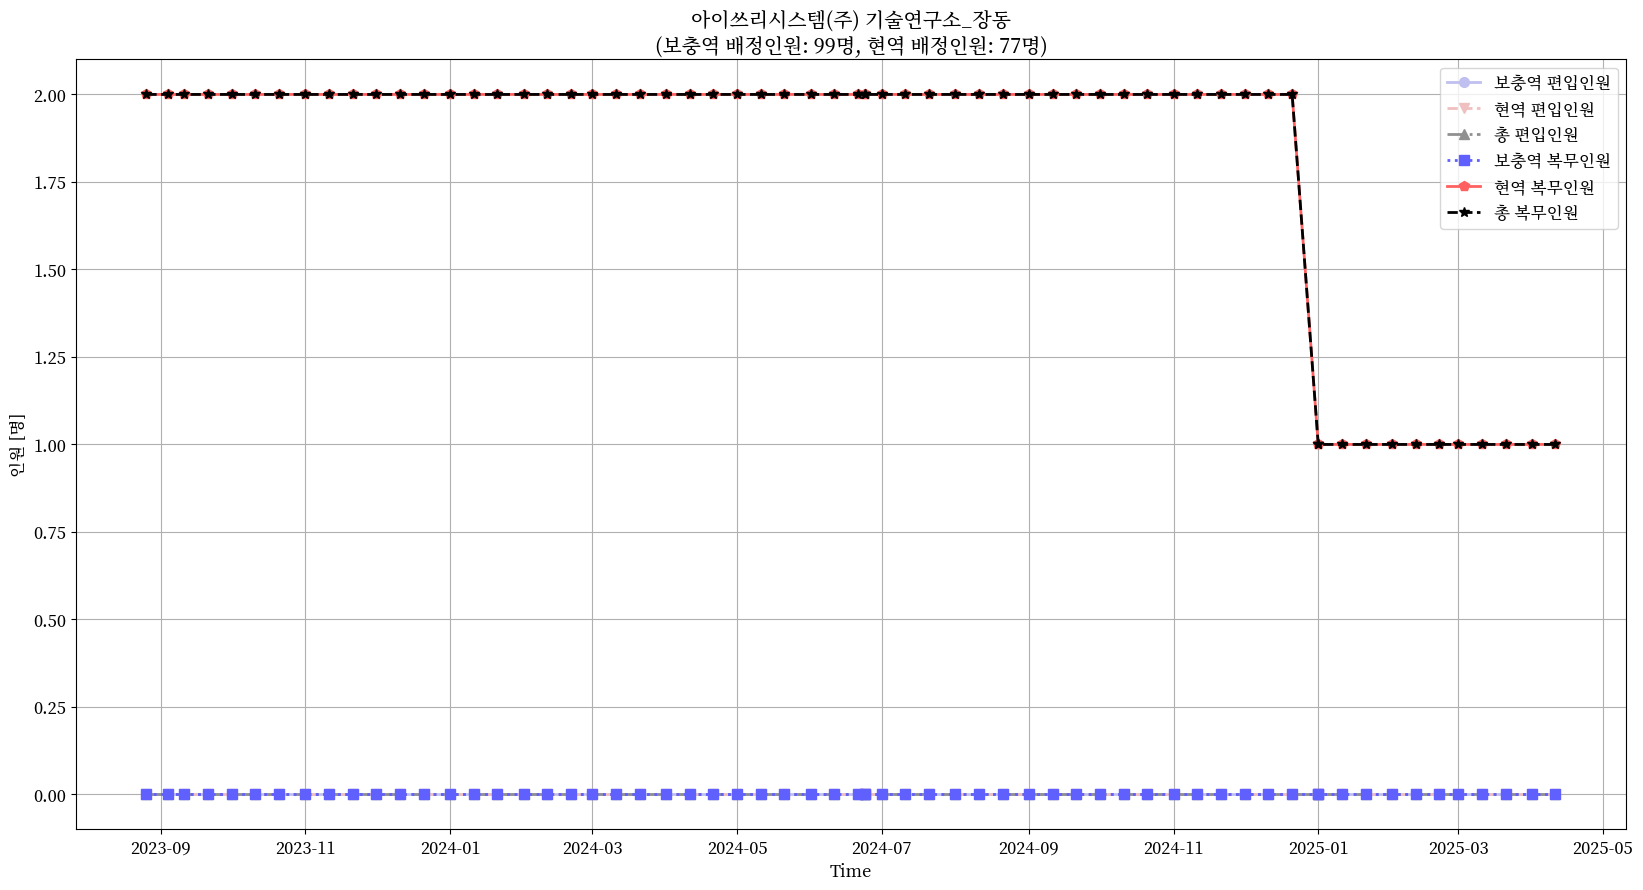 아이쓰리시스템(주) 기술연구소_장동
(보충역 배정인원: 99명, 현역 배정인원: 77명)
보충역 편입인원
현역 편입인원
총 편입인원
보충역 복무인원
현역 복무인원
총 복무인원
인원 [명]
2.00
1.75
1.50
1.25
1.00
0.75
0.50
0.25
0.00
2023-09
2023-11
2024-01
2024-03
2024-05
2024-07
2024-09
2024-11
2025-01
2025-03
2025-05
Time